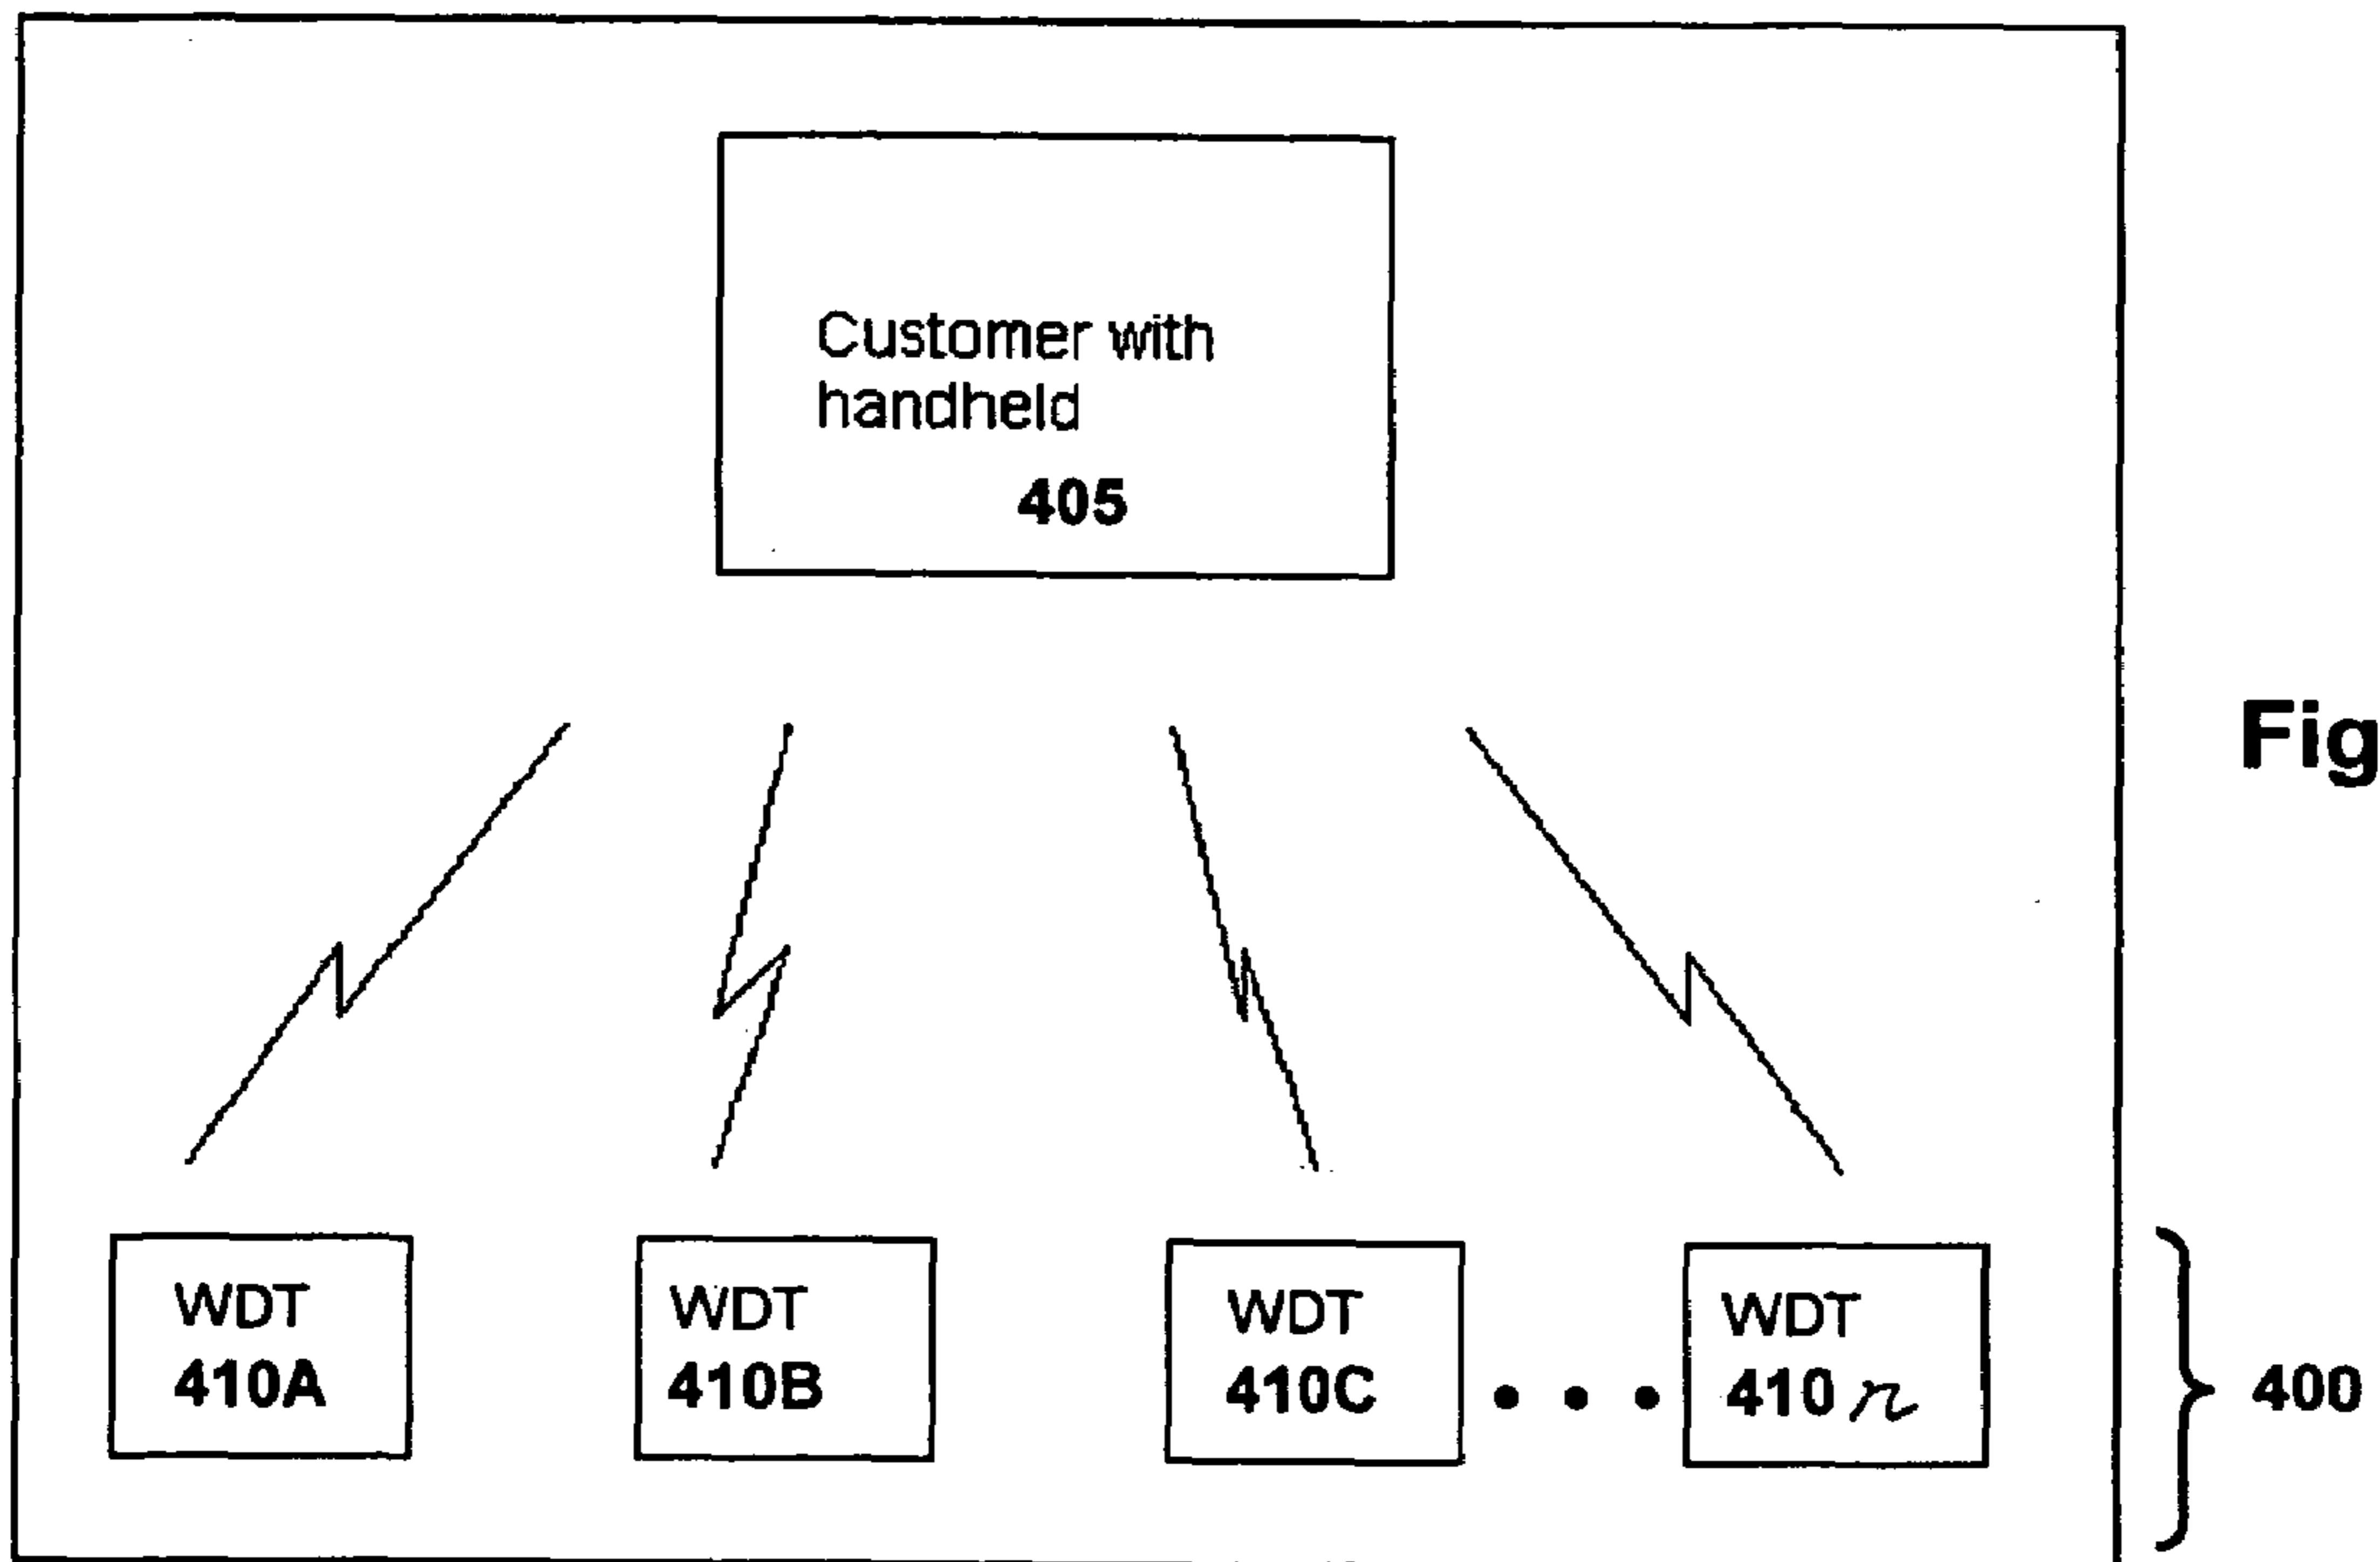 Customer with
handheld
405
Fig
WDT
410A
WDT
410B
WDT
410C
• • •
WDT
410 n
400